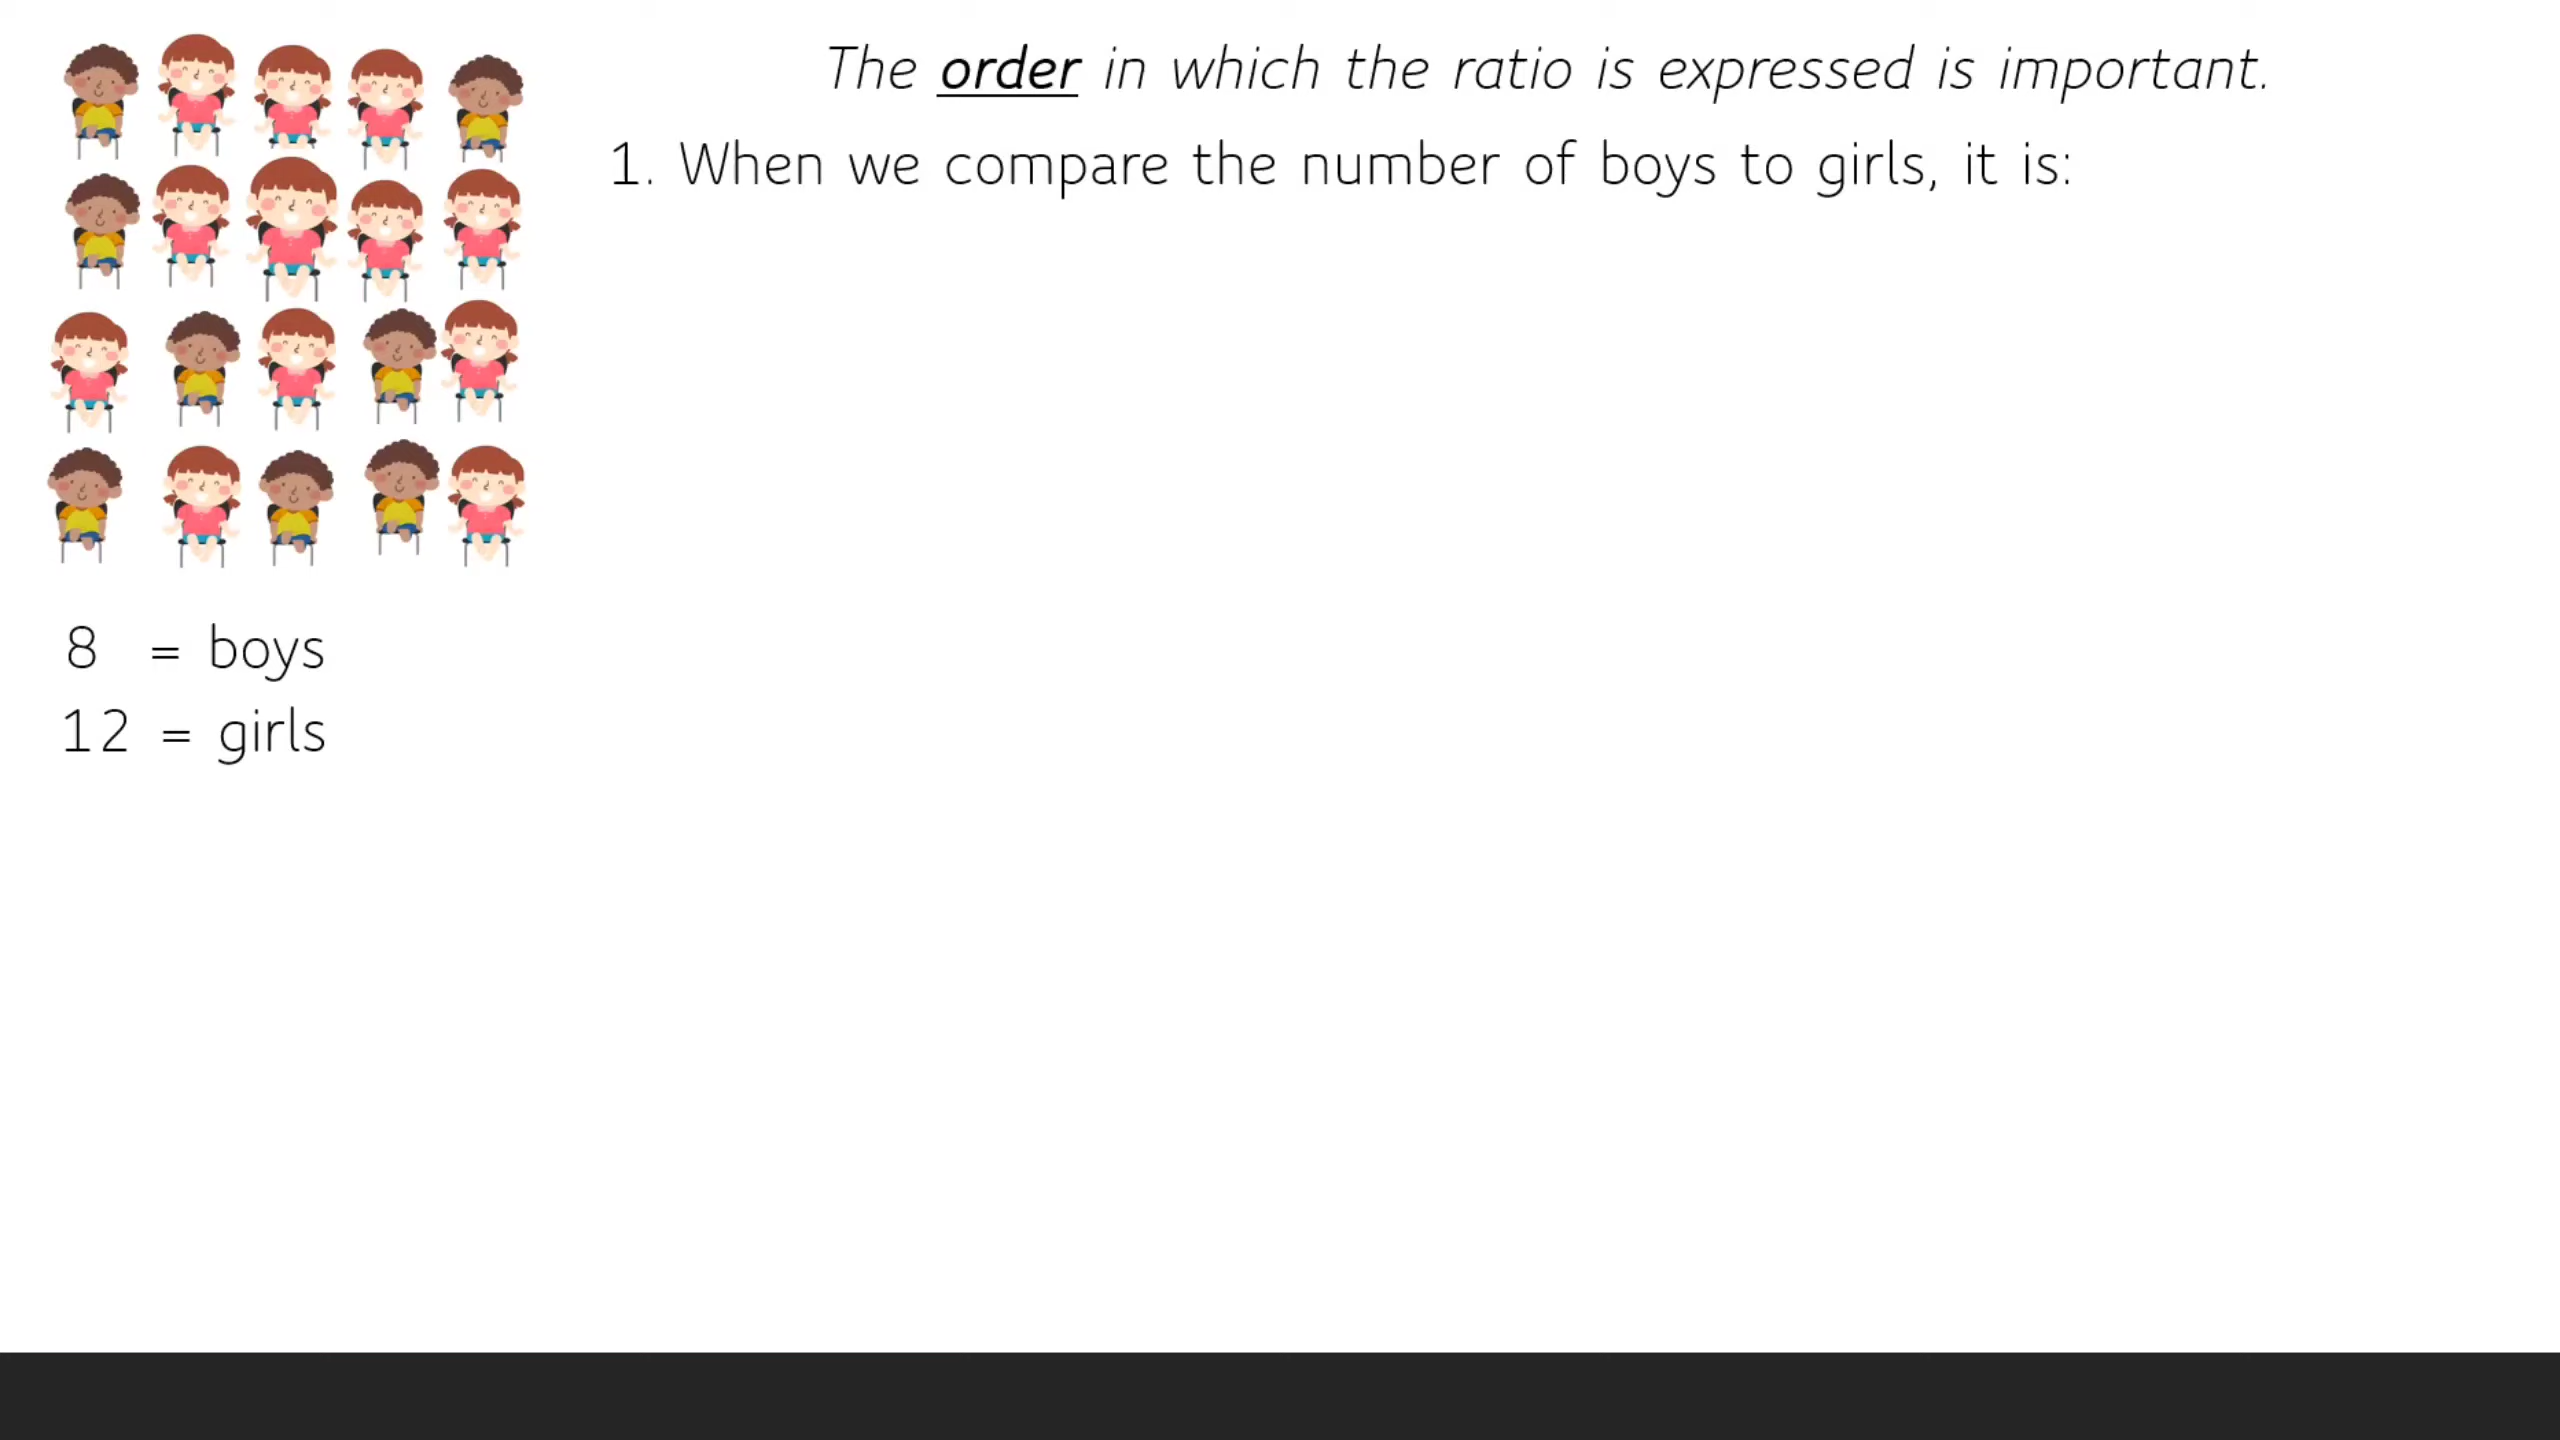 The order in which the ratio is expressed is important.
1. When we compare the number of boys to girls, it is:
8 = boys
12 = girls